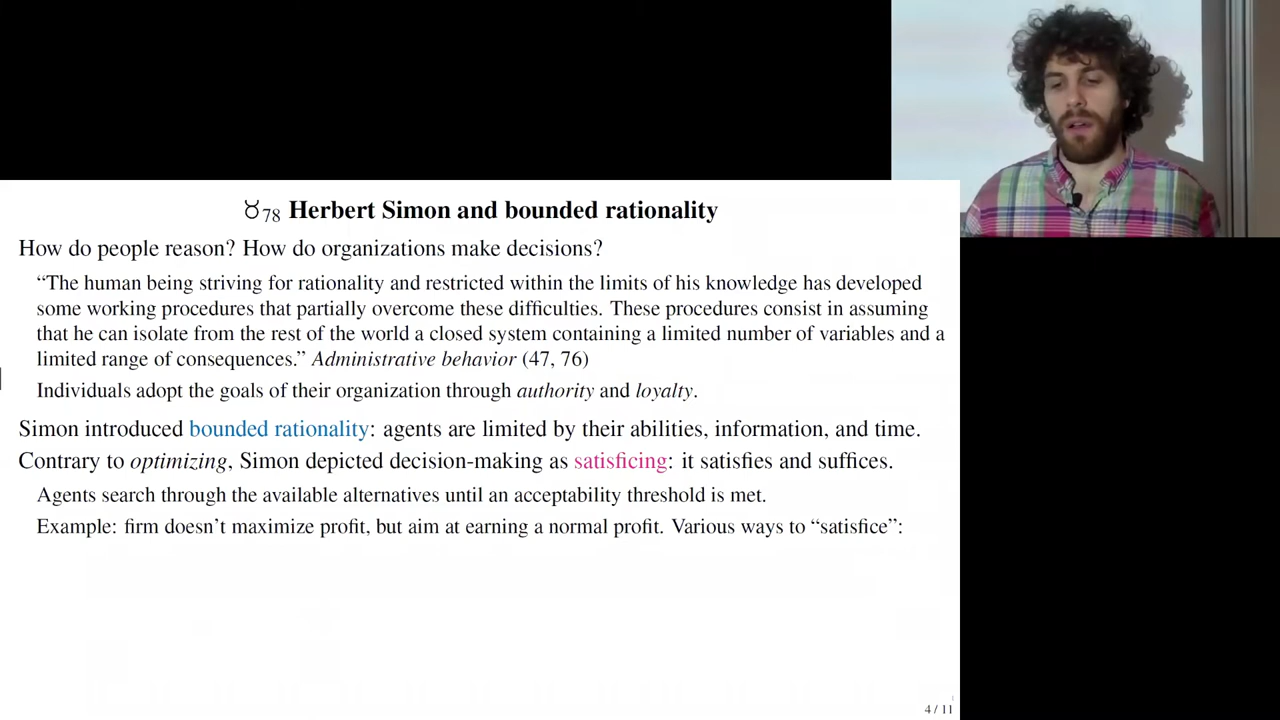 ♉78 Herbert Simon and bounded rationality
How do people reason? How do organizations make decisions?
“The human being striving for rationality and restricted within the limits of his knowledge has developed
some working procedures that partially overcome these difficulties. These procedures consist in assuming
that he can isolate from the rest of the world a closed system containing a limited number of variables and a
limited range of consequences.” Administrative behavior (47, 76)
Individuals adopt the goals of their organization through authority and loyalty.
Simon introduced bounded rationality: agents are limited by their abilities, information, and time.
Contrary to optimizing, Simon depicted decision-making as satisficing: it satisfies and suffices.
Agents search through the available alternatives until an acceptability threshold is met.
Example: firm doesn’t maximize profit, but aim at earning a normal profit. Various ways to “satisfice”:
4 / 11